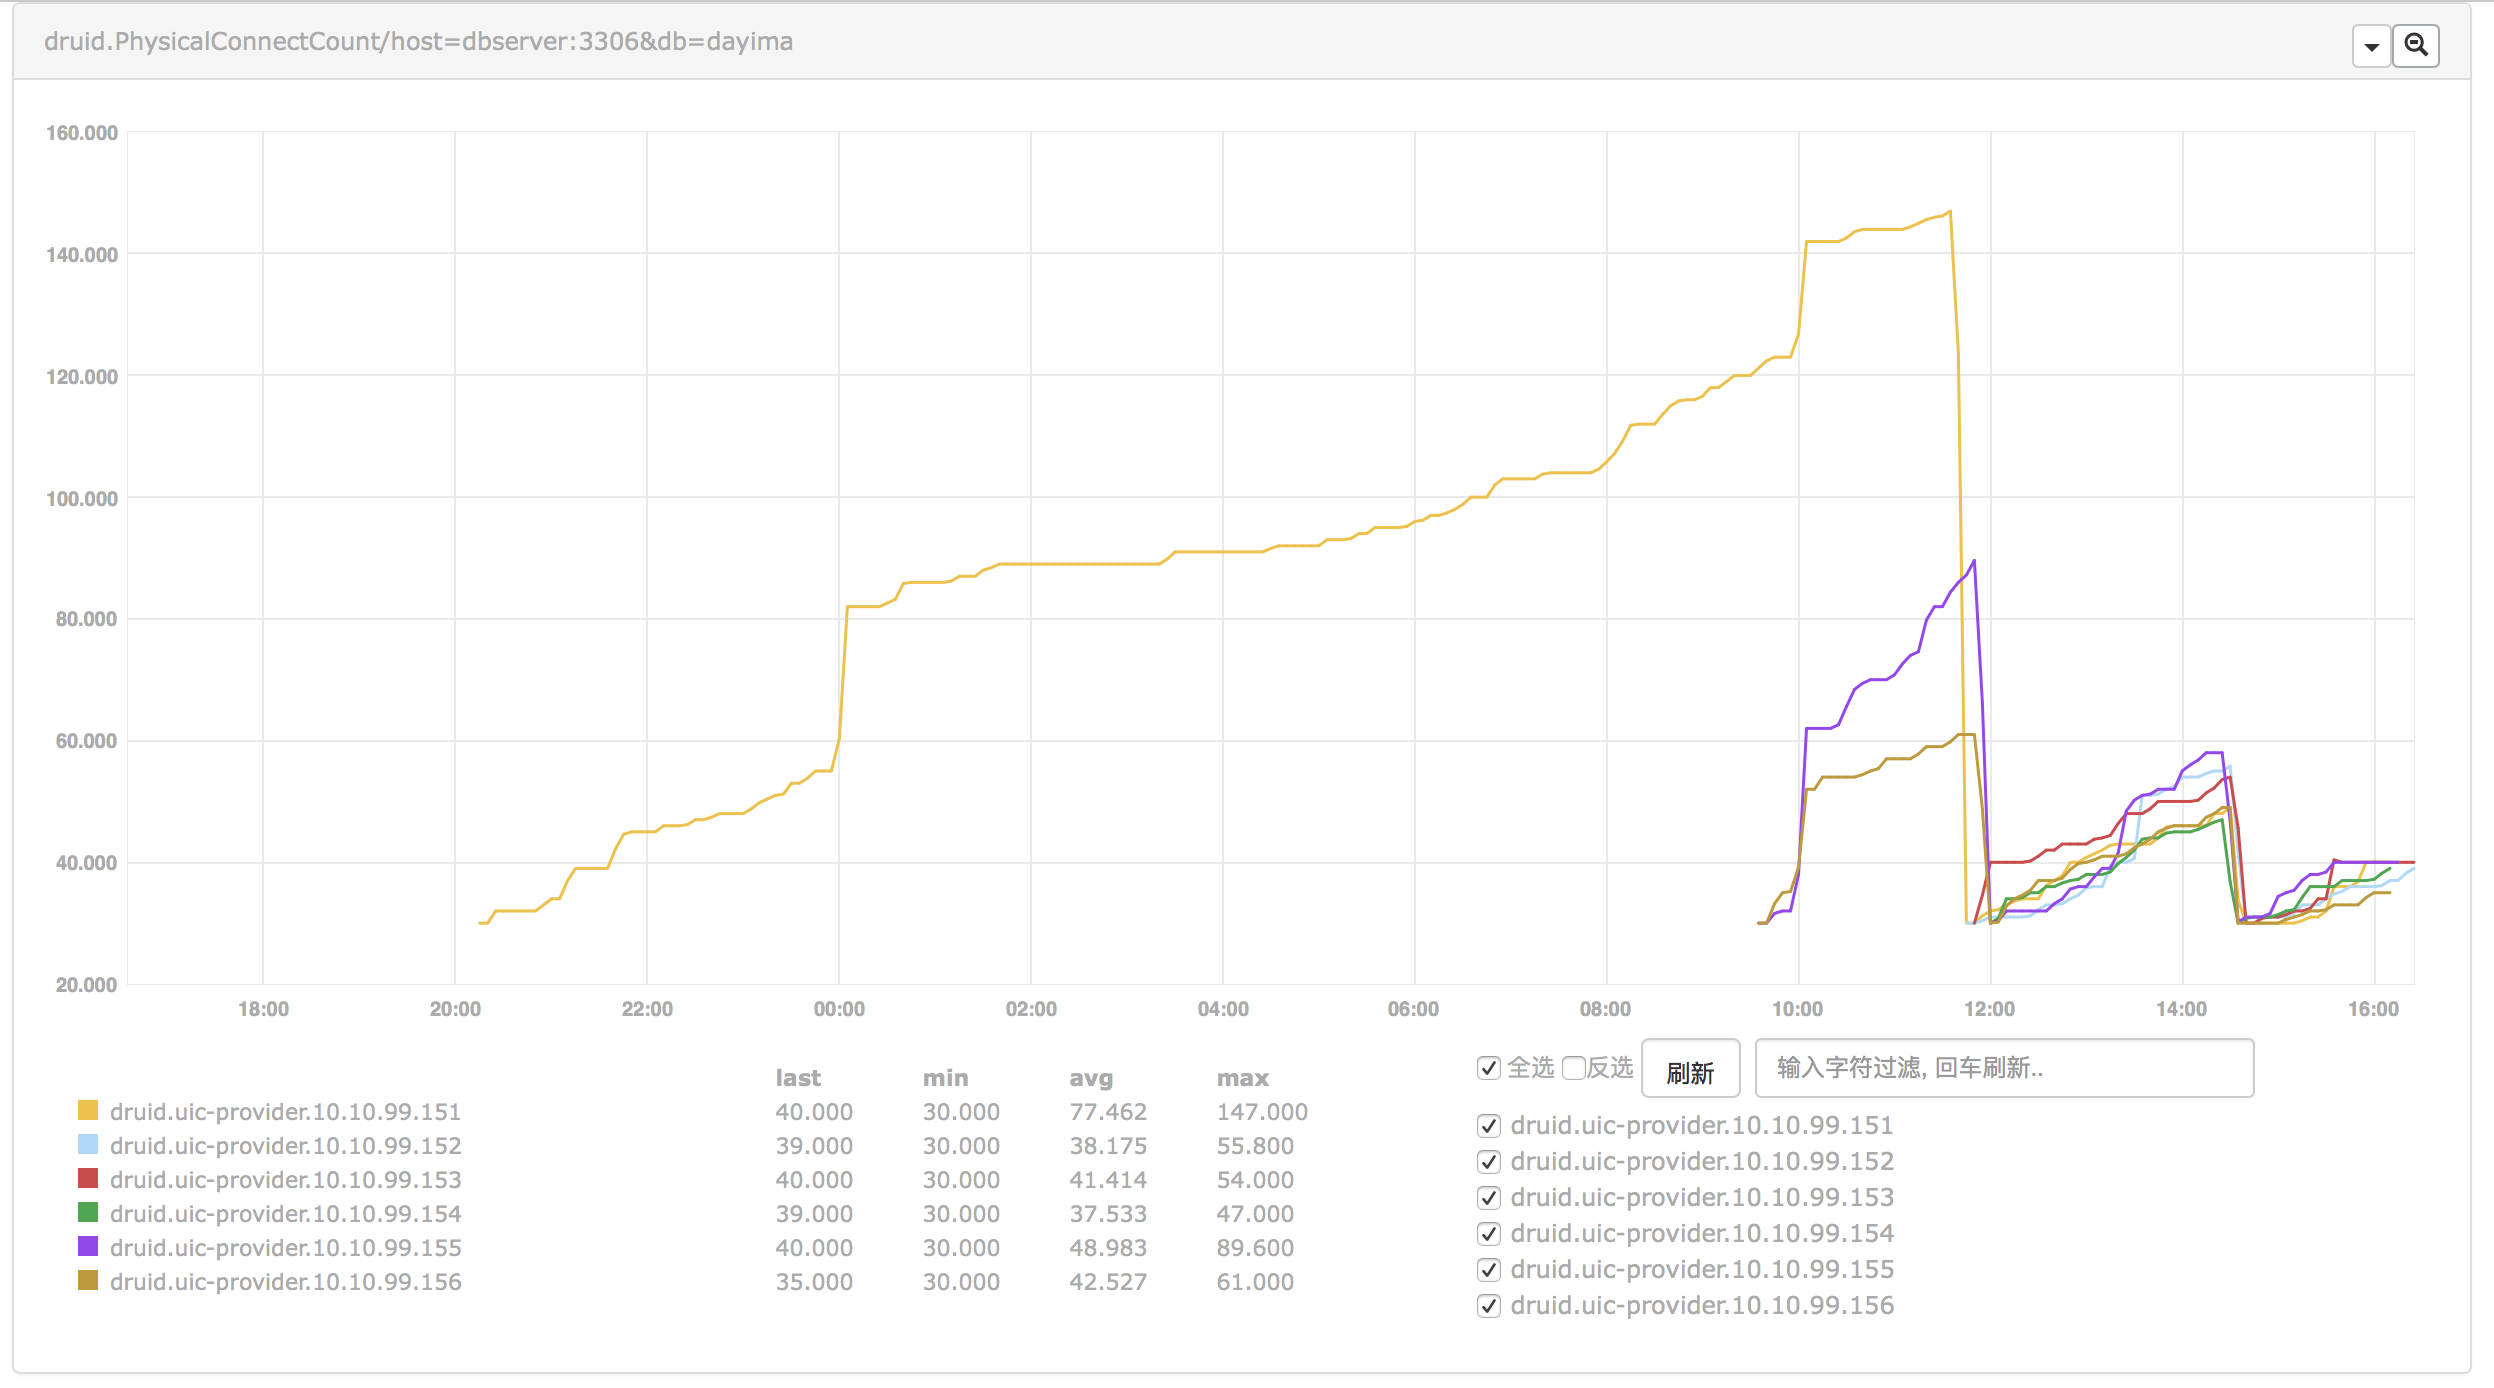 druid.PhysicalConnectCount/host=dbserver:3306&db=dayima
160.000
140.000
120.000
100.000
80.000
60.000
40.000
20.000
18:00 20:00 22:00 00:00 02:00 04:00 06:00 08:00 10:00 12:00 14:00 16:00
last min avg max
druid.uic-provider.10.10.99.151 40.000 30.000 77.462 147.000
druid.uic-provider.10.10.99.152 39.000 30.000 38.175 55.800
druid.uic-provider.10.10.99.153 40.000 30.000 41.414 54.000
druid.uic-provider.10.10.99.154 39.000 30.000 37.533 47.000
druid.uic-provider.10.10.99.155 40.000 30.000 48.983 89.600
druid.uic-provider.10.10.99.156 35.000 30.000 42.527 61.000
全选 反选 刷新 输入字符过滤, 回车刷新..
druid.uic-provider.10.10.99.151
druid.uic-provider.10.10.99.152
druid.uic-provider.10.10.99.153
druid.uic-provider.10.10.99.154
druid.uic-provider.10.10.99.155
druid.uic-provider.10.10.99.156